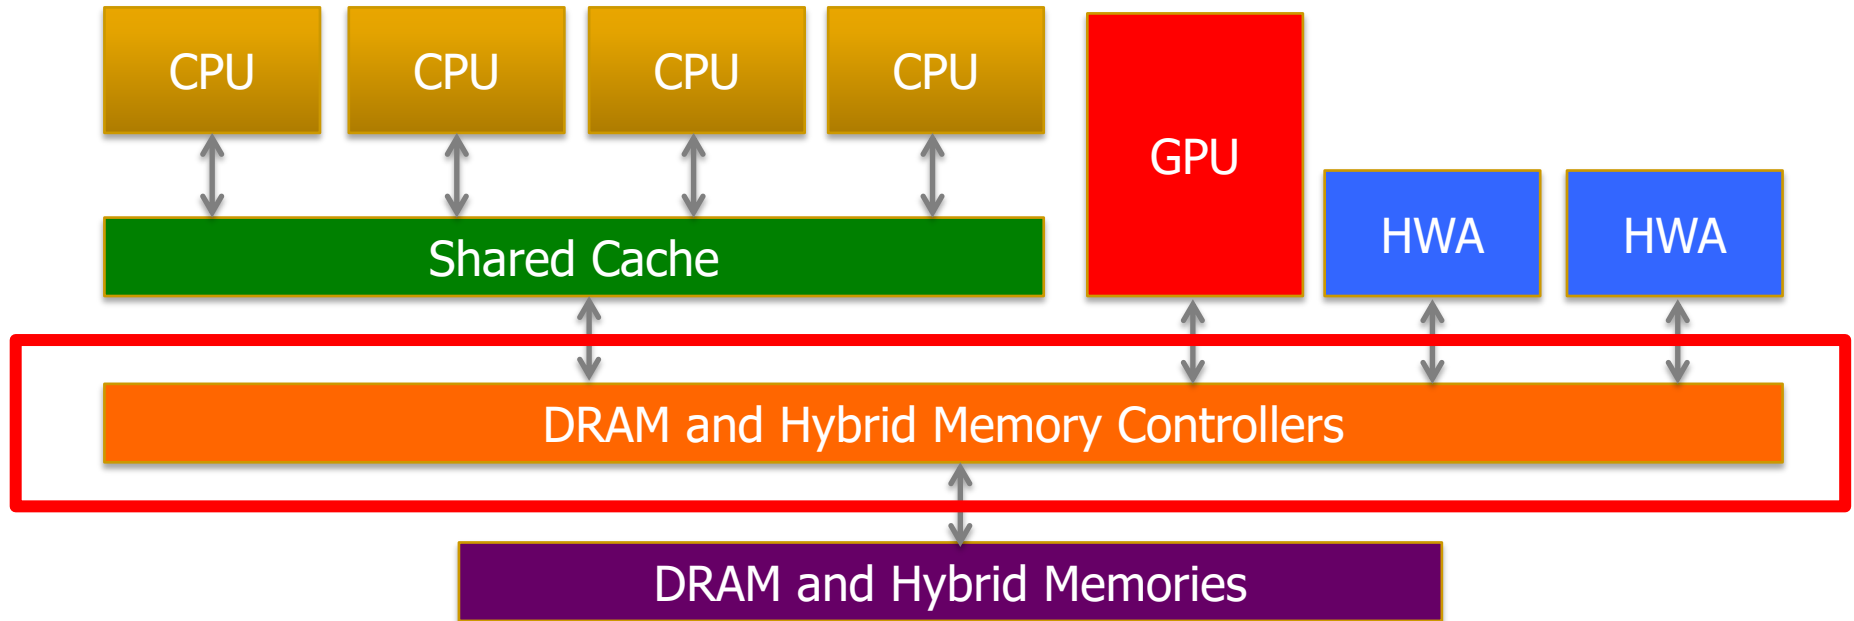 CPU
CPU
CPU
CPU
GPU
HWA
HWA
Shared Cache
DRAM and Hybrid Memory Controllers
DRAM and Hybrid Memories